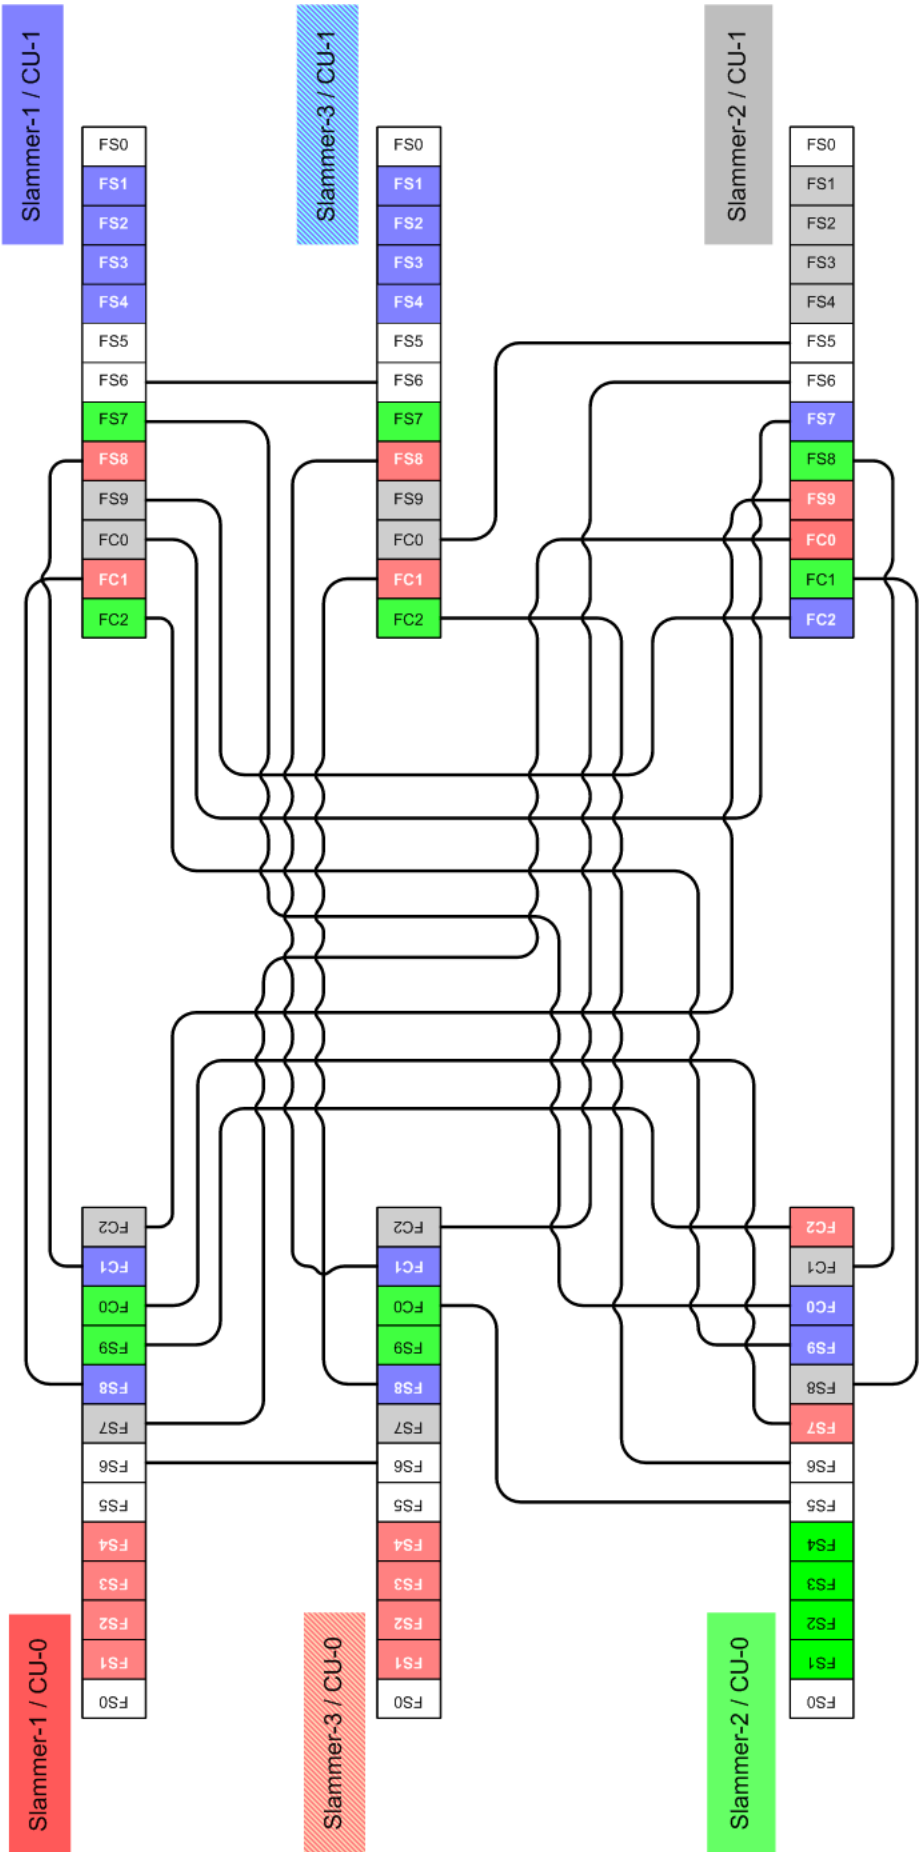 Slammer-1 / CU-1
FS0
FS1
FS2
FS3
FS4
FS5
FS6
FS7
FS8
FS9
FC0
FC1
FC2
Slammer-3 / CU-1
FS0
FS1
FS2
FS3
FS4
FS5
FS6
FS7
FS8
FS9
FC0
FC1
FC2
Slammer-2 / CU-1
FS0
FS1
FS2
FS3
FS4
FS5
FS6
FS7
FS8
FS9
FC0
FC1
FC2
FC2
FC1
FC0
FS9
FS8
FS7
FS6
FS5
FS4
FS3
FS2
FS1
FS0
Slammer-1 / CU-0
FC2
FC1
FC0
FS9
FS8
FS7
FS6
FS5
FS4
FS3
FS2
FS1
FS0
Slammer-3 / CU-0
FC2
FC1
FC0
FS9
FS8
FS7
FS6
FS5
FS4
FS3
FS2
FS1
FS0
Slammer-2 / CU-0